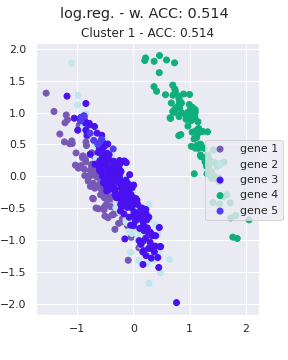 log.reg. - w. ACC: 0.514
Cluster 1 - ACC: 0.514
2.0
1.5
1.0
0.5
0.0
−0.5
−1.0
−1.5
−2.0
gene 1
gene 2
gene 3
gene 4
gene 5
−1 0 1 2